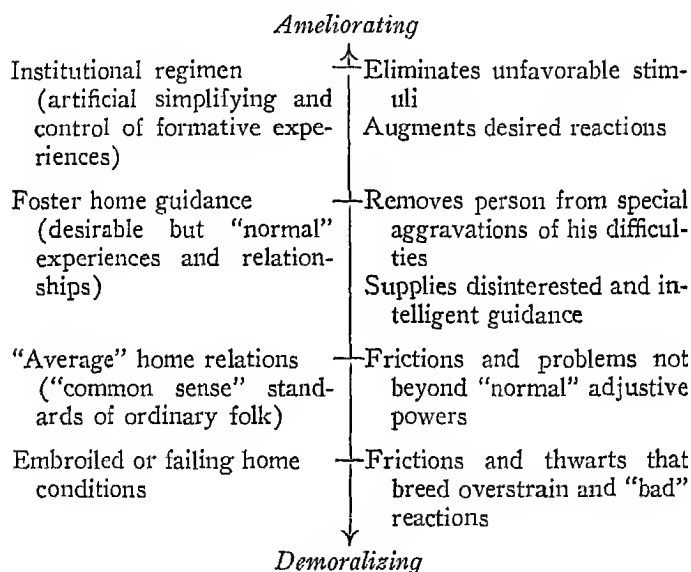 Ameliorating
Institutional regimen
(artificial simplifying and
control of formative expe-
riences)
Eliminates unfavorable stim-
uli
Augments desired reactions
Foster home guidance
(desirable but “normal”
experiences and relation-
ships)
Removes person from special
aggravations of his difficul-
ties
Supplies disinterested and in-
telligent guidance
“Average” home relations
(“common sense” stand-
ards of ordinary folk)
Frictions and problems not
beyond “normal” adjustive
powers
Embroiled or failing home
conditions
Frictions and thwarts that
breed overstrain and “bad”
reactions
Demoralizing